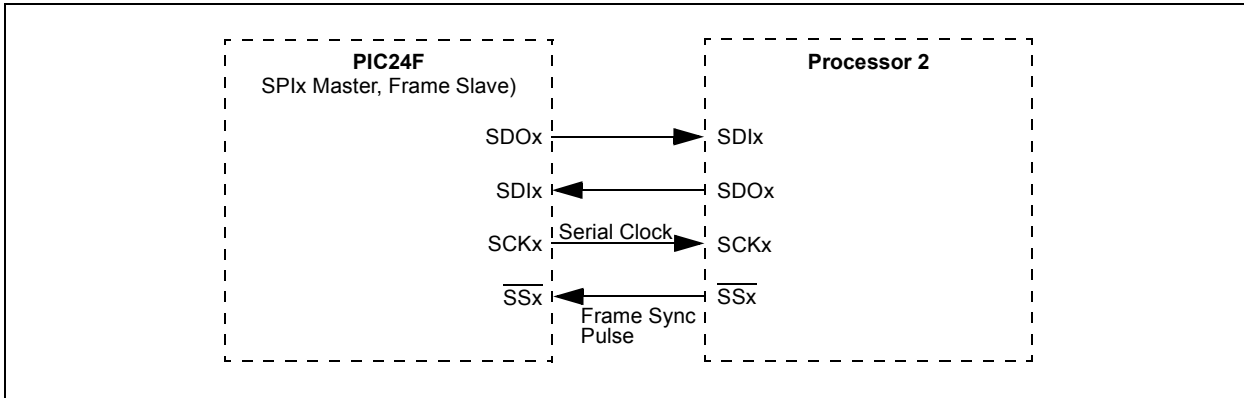 PIC24F
SPIx Master, Frame Slave)
Processor 2
SDOx
SDIx
SDIx
SDOx
SCKx
Serial Clock
SCKx
SSx
Frame Sync
Pulse
SSx